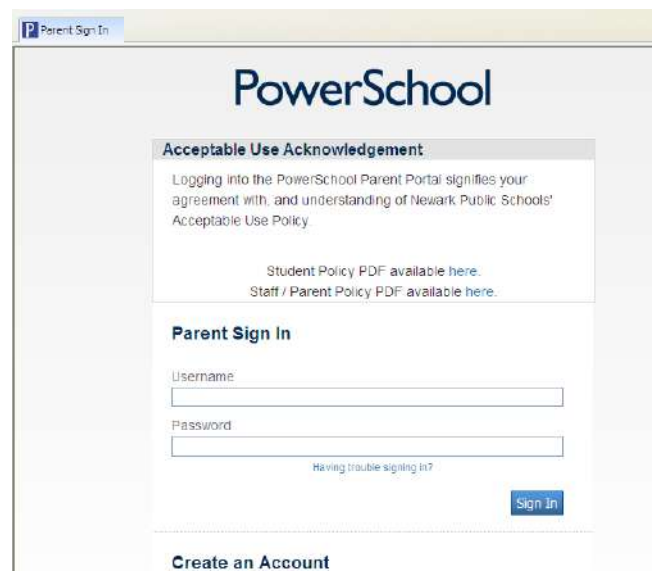 Parent Sign In
PowerSchool
Acceptable Use Acknowledgement
Logging into the PowerSchool Parent Portal signifies your
agreement with, and understanding of Newark Public Schools'
Acceptable Use Policy.
Student Policy PDF available here.
Staff / Parent Policy PDF available here.
Parent Sign In
Username
Password
Having trouble signing in?
Sign In
Create an Account